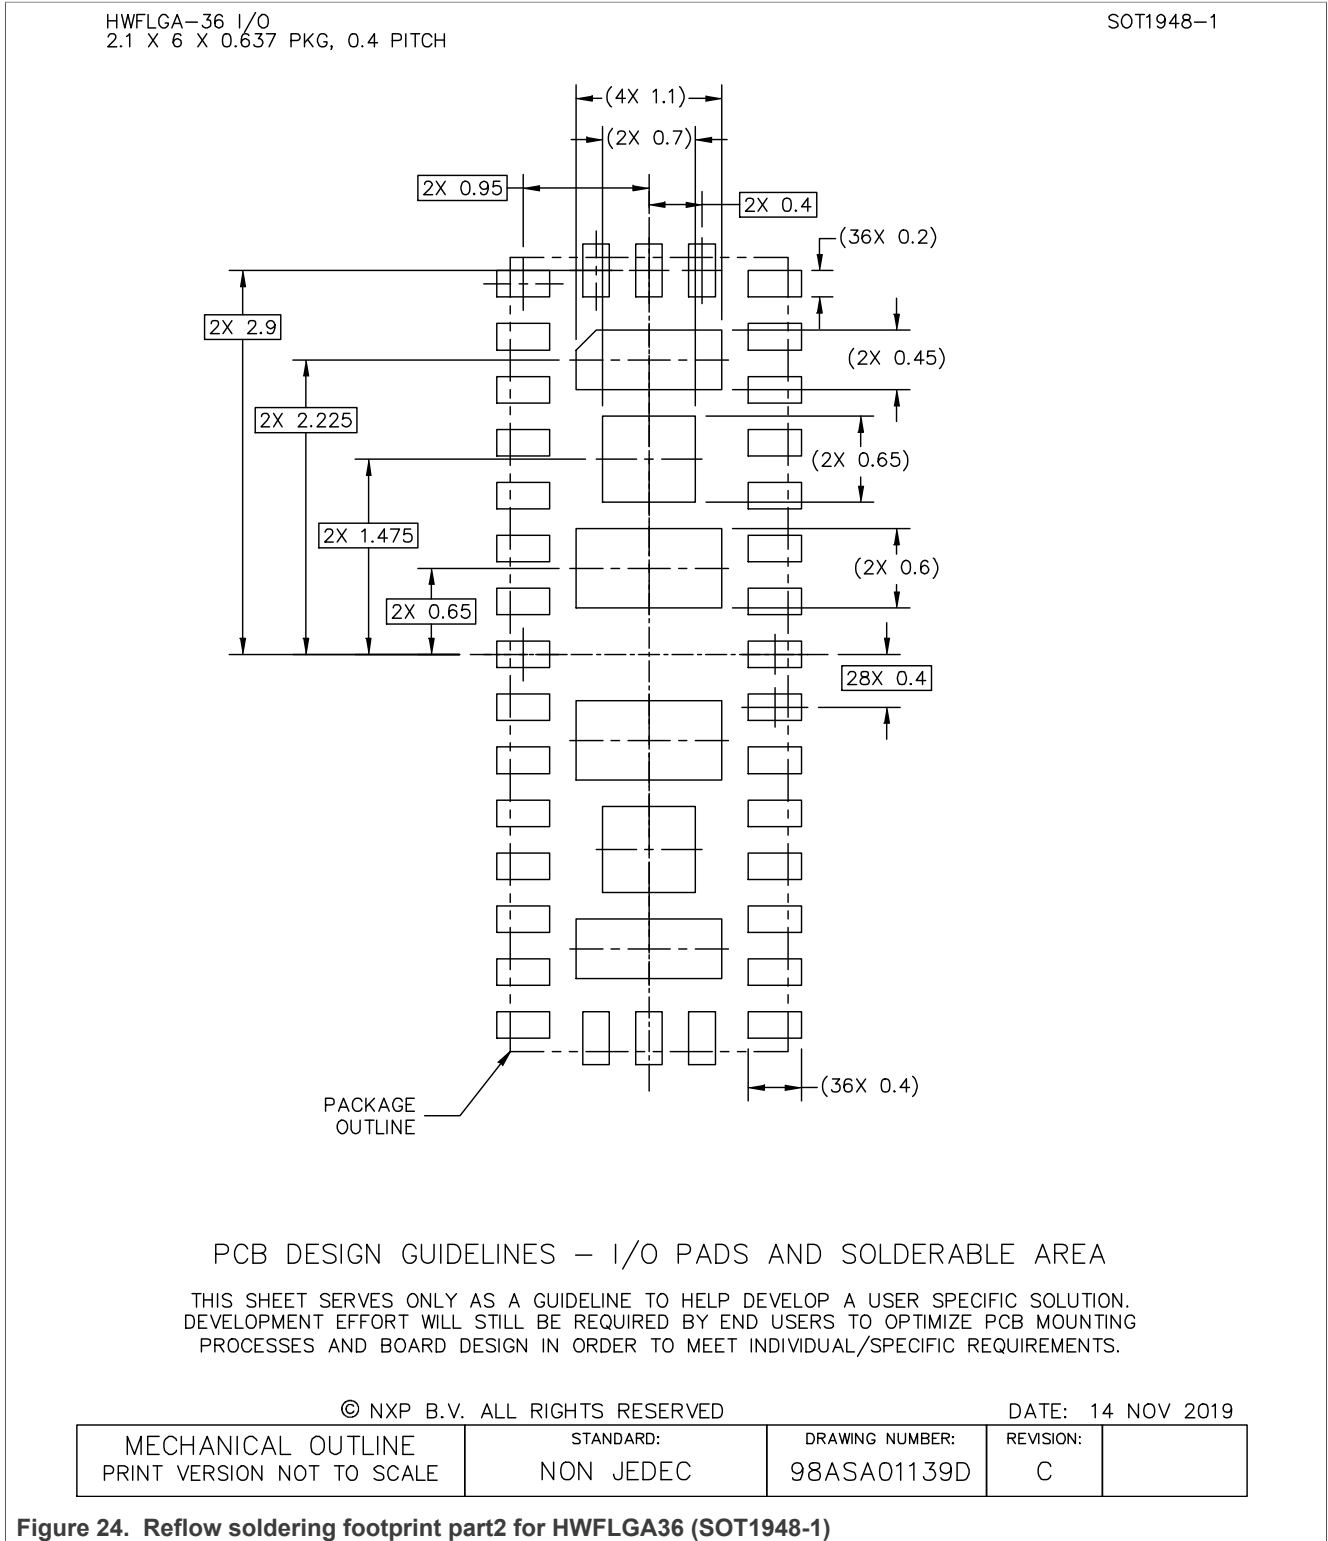 HWFLGA-36 I/O
SOT1948-1
2.1 X 6 X 0.637 PKG, 0.4 PITCH
(4X 1.1)
(2X 0.7)
2X 0.95
2X 0.4
(36X 0.2)
2X 2.9
(2X 0.45)
2X 2.225
(2X 0.65)
2X 1.475
(2X 0.6)
2X 0.65
28X 0.4
(36X 0.4)
PACKAGE
OUTLINE
PCB DESIGN GUIDELINES – I/O PADS AND SOLDERABLE AREA
THIS SHEET SERVES ONLY AS A GUIDELINE TO HELP DEVELOP A USER SPECIFIC SOLUTION.
DEVELOPMENT EFFORT WILL STILL BE REQUIRED BY END USERS TO OPTIMIZE PCB MOUNTING
PROCESSES AND BOARD DESIGN IN ORDER TO MEET INDIVIDUAL/SPECIFIC REQUIREMENTS.
© NXP B.V. ALL RIGHTS RESERVED
DATE: 14 NOV 2019
MECHANICAL OUTLINE
PRINT VERSION NOT TO SCALE
STANDARD:
NON JEDEC
DRAWING NUMBER:
98ASA01139D
REVISION:
C
Figure 24. Reflow soldering footprint part2 for HWFLGA36 (SOT1948-1)